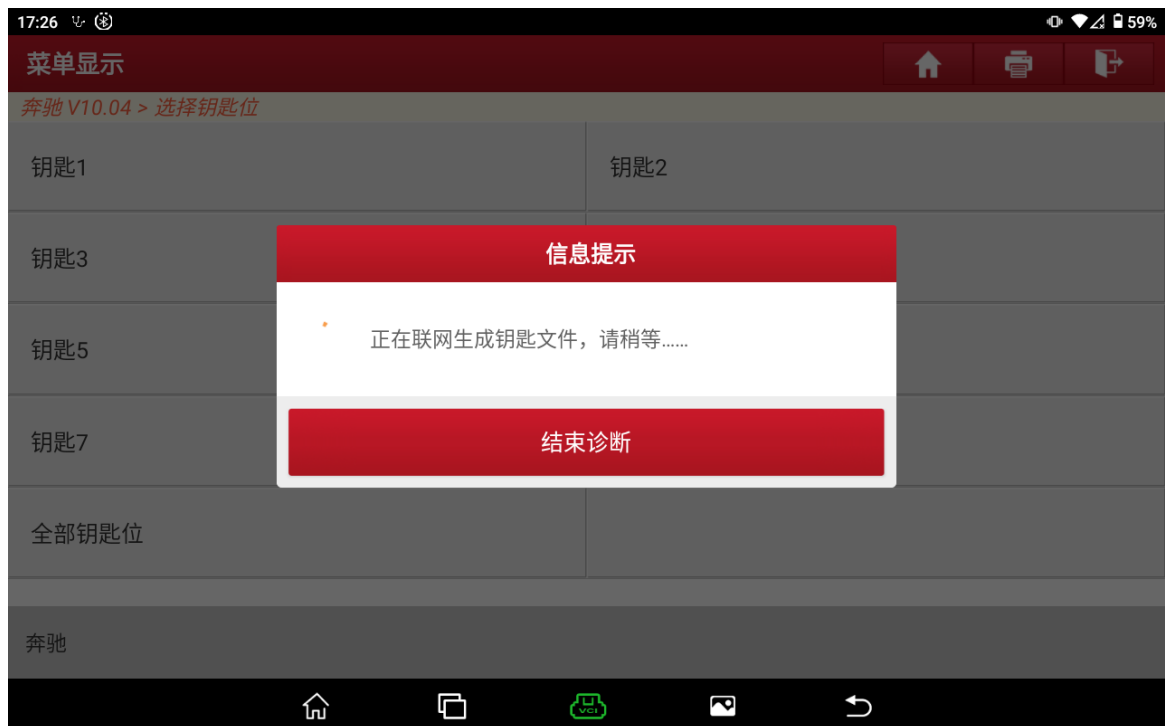 17:26 59%
菜单显示
奔驰 V10.04 > 选择钥匙位
钥匙1 钥匙2
钥匙3
信息提示
正在联网生成钥匙文件，请稍等......
钥匙5
钥匙7
结束诊断
全部钥匙位
奔驰
VCI